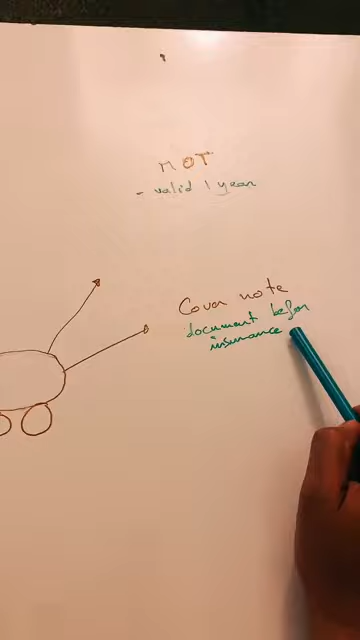 MOT
- valid 1 year
Cover note
document before
insurance